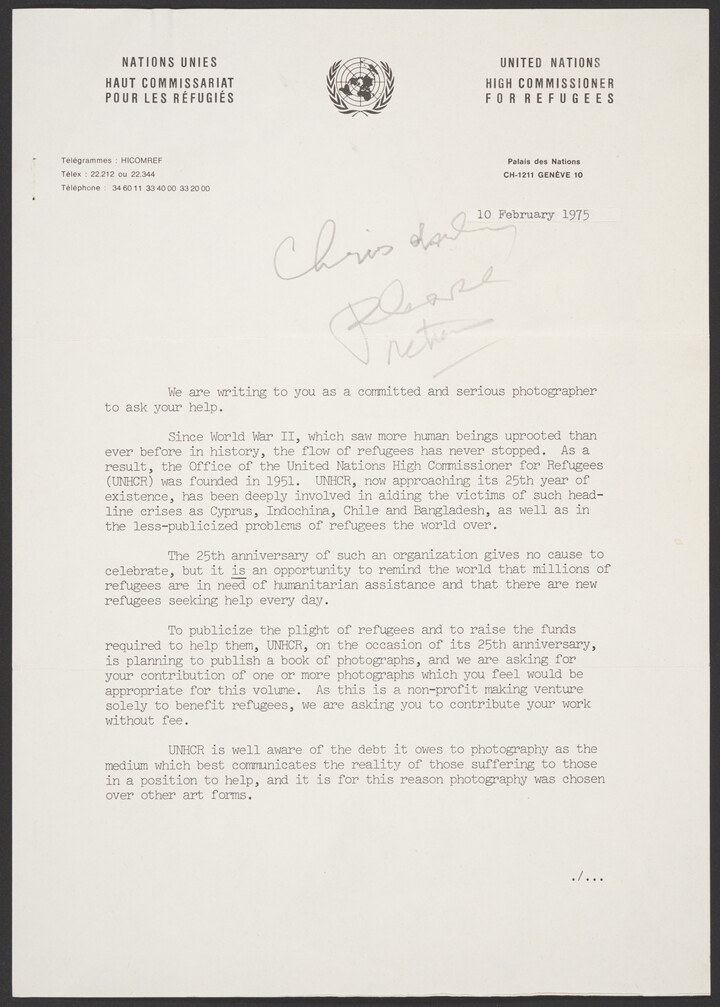 NATIONS UNIES
HAUT COMMISSARIAT
POUR LES RÉFUGIÉS
UNITED NATIONS
HIGH COMMISSIONER
FOR REFUGEES
Télégrammes : HICOMREF
Télex : 22.212 ou 22.344
Téléphone : 34 60 11 33 40 00 33 20 00
Palais des Nations
CH-1211 GENÈVE 10
10 February 1975
Chris
Please
return
We are writing to you as a committed and serious photographer
to ask your help.
Since World War II, which saw more human beings uprooted than
ever before in history, the flow of refugees has never stopped. As a
result, the Office of the United Nations High Commissioner for Refugees
(UNHCR) was founded in 1951. UNHCR, now approaching its 25th year of
existence, has been deeply involved in aiding the victims of such head-
line crises as Cyprus, Indochina, Chile and Bangladesh, as well as in
the less-publicized problems of refugees the world over.
The 25th anniversary of such an organization gives no cause to
celebrate, but it is an opportunity to remind the world that millions of
refugees are in need of humanitarian assistance and that there are new
refugees seeking help every day.
To publicize the plight of refugees and to raise the funds
required to help them, UNHCR, on the occasion of its 25th anniversary,
is planning to publish a book of photographs, and we are asking for
your contribution of one or more photographs which you feel would be
appropriate for this volume. As this is a non-profit making venture
solely to benefit refugees, we are asking you to contribute your work
without fee.
UNHCR is well aware of the debt it owes to photography as the
medium which best communicates the reality of those suffering to those
in a position to help, and it is for this reason photography was chosen
over other art forms.
./...